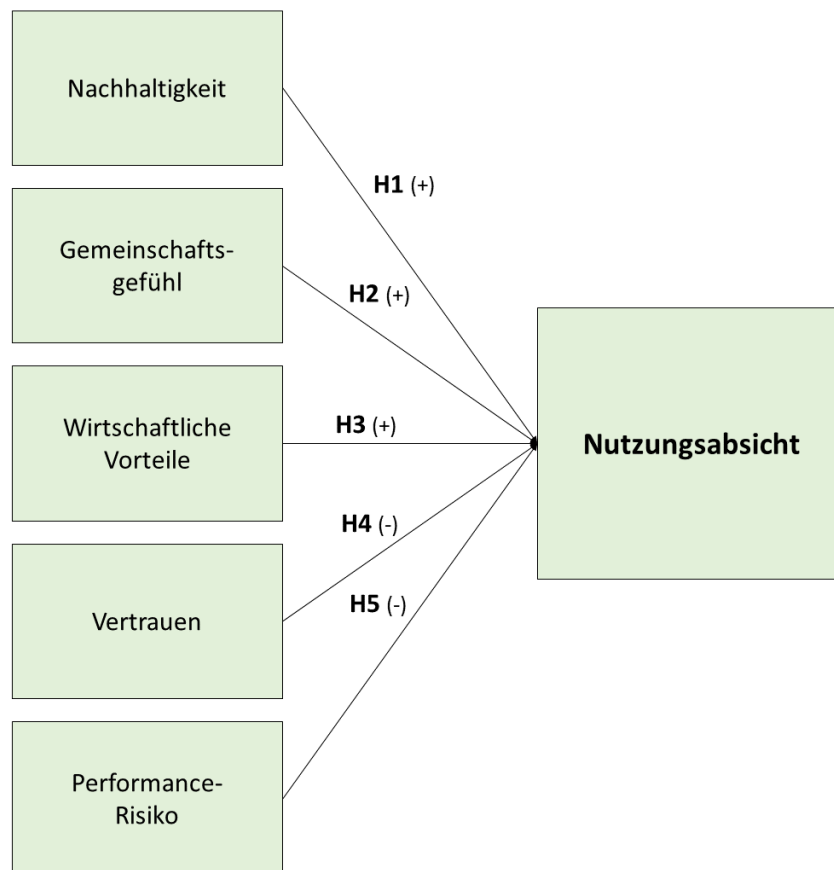 Nachhaltigkeit
H1 (+)
Gemeinschafts-
gefühl
H2 (+)
Wirtschaftliche
Vorteile
H3 (+)
Nutzungsabsicht
H4 (-)
Vertrauen
H5 (-)
Performance-
Risiko